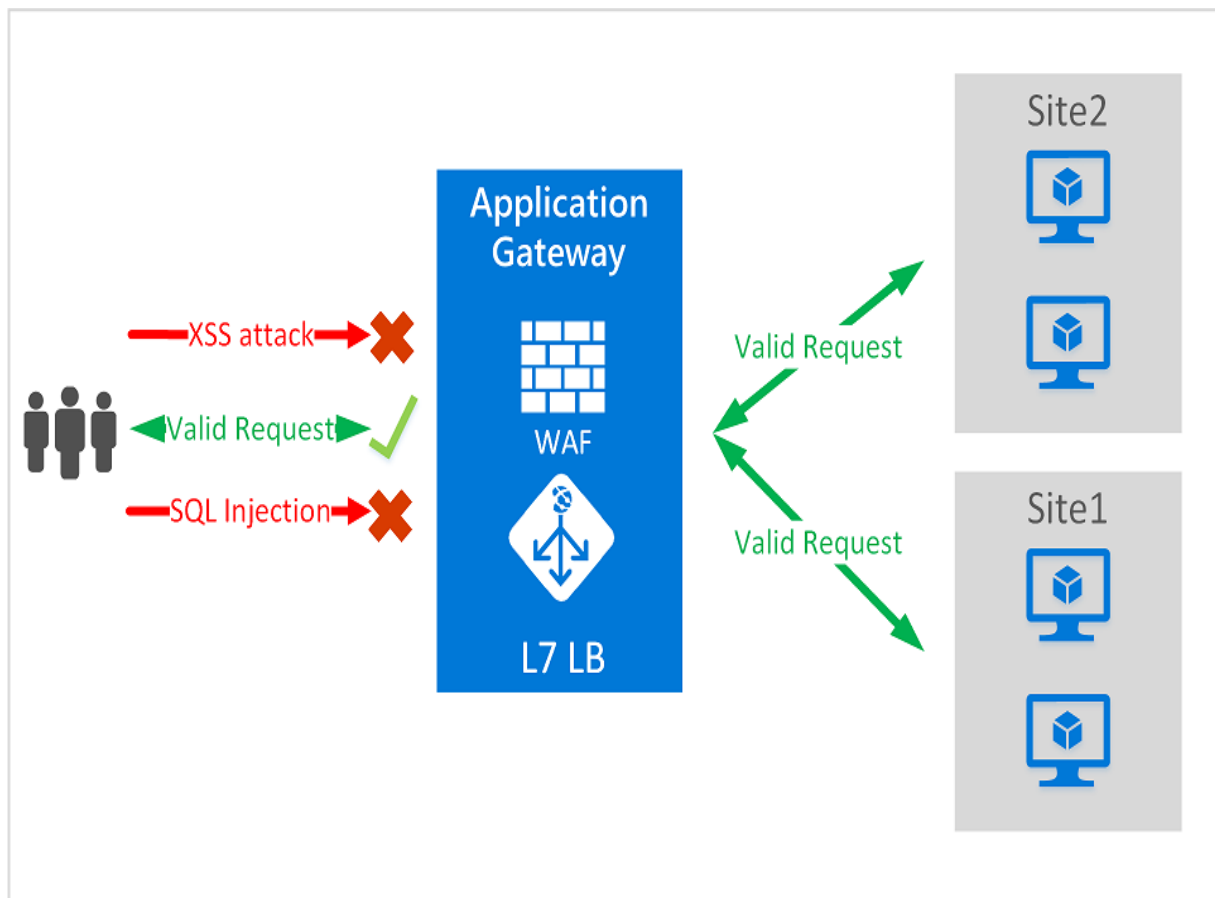 XSS attack
Valid Request
SQL Injection
Application
Gateway
WAF
L7 LB
Valid Request
Valid Request
Site2
Site1